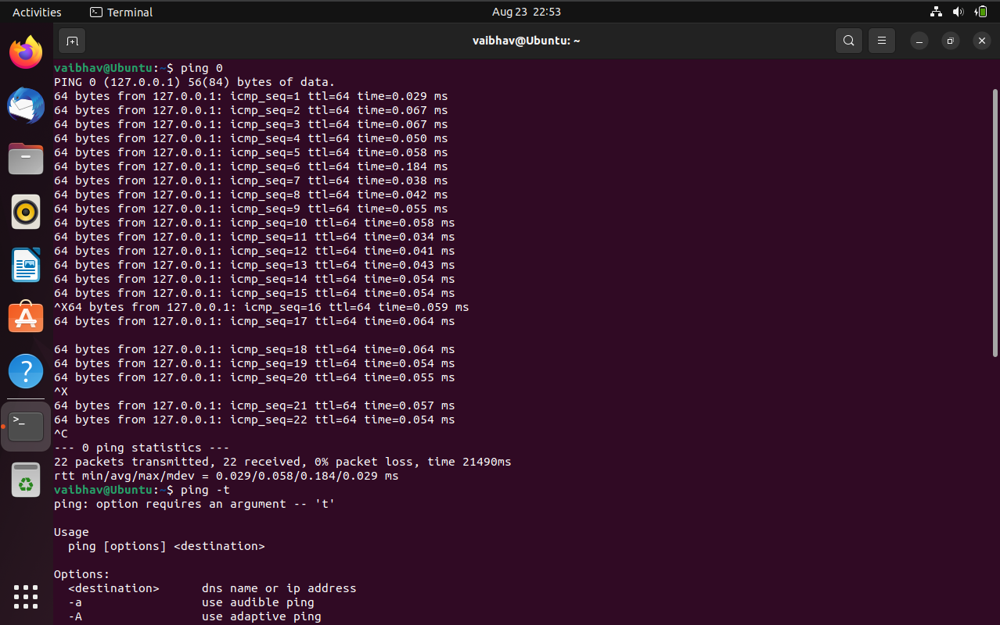 Activities
Terminal
Aug 23 22:53
vaibhav@Ubuntu: ~
vaibhav@Ubuntu:~$ ping 0
PING 0 (127.0.0.1) 56(84) bytes of data.
64 bytes from 127.0.0.1: icmp_seq=1 ttl=64 time=0.029 ms
64 bytes from 127.0.0.1: icmp_seq=2 ttl=64 time=0.067 ms
64 bytes from 127.0.0.1: icmp_seq=3 ttl=64 time=0.067 ms
64 bytes from 127.0.0.1: icmp_seq=4 ttl=64 time=0.050 ms
64 bytes from 127.0.0.1: icmp_seq=5 ttl=64 time=0.058 ms
64 bytes from 127.0.0.1: icmp_seq=6 ttl=64 time=0.184 ms
64 bytes from 127.0.0.1: icmp_seq=7 ttl=64 time=0.038 ms
64 bytes from 127.0.0.1: icmp_seq=8 ttl=64 time=0.042 ms
64 bytes from 127.0.0.1: icmp_seq=9 ttl=64 time=0.055 ms
64 bytes from 127.0.0.1: icmp_seq=10 ttl=64 time=0.058 ms
64 bytes from 127.0.0.1: icmp_seq=11 ttl=64 time=0.034 ms
64 bytes from 127.0.0.1: icmp_seq=12 ttl=64 time=0.041 ms
64 bytes from 127.0.0.1: icmp_seq=13 ttl=64 time=0.043 ms
64 bytes from 127.0.0.1: icmp_seq=14 ttl=64 time=0.054 ms
64 bytes from 127.0.0.1: icmp_seq=15 ttl=64 time=0.054 ms
^X64 bytes from 127.0.0.1: icmp_seq=16 ttl=64 time=0.059 ms
64 bytes from 127.0.0.1: icmp_seq=17 ttl=64 time=0.064 ms
64 bytes from 127.0.0.1: icmp_seq=18 ttl=64 time=0.064 ms
64 bytes from 127.0.0.1: icmp_seq=19 ttl=64 time=0.054 ms
64 bytes from 127.0.0.1: icmp_seq=20 ttl=64 time=0.055 ms
^X
64 bytes from 127.0.0.1: icmp_seq=21 ttl=64 time=0.057 ms
64 bytes from 127.0.0.1: icmp_seq=22 ttl=64 time=0.054 ms
^C
--- 0 ping statistics ---
22 packets transmitted, 22 received, 0% packet loss, time 21490ms
rtt min/avg/max/mdev = 0.029/0.058/0.184/0.029 ms
vaibhav@Ubuntu:~$ ping -t
ping: option requires an argument -- 't'
Usage
ping [options] <destination>
Options:
<destination> dns name or ip address
-a use audible ping
-A use adaptive ping